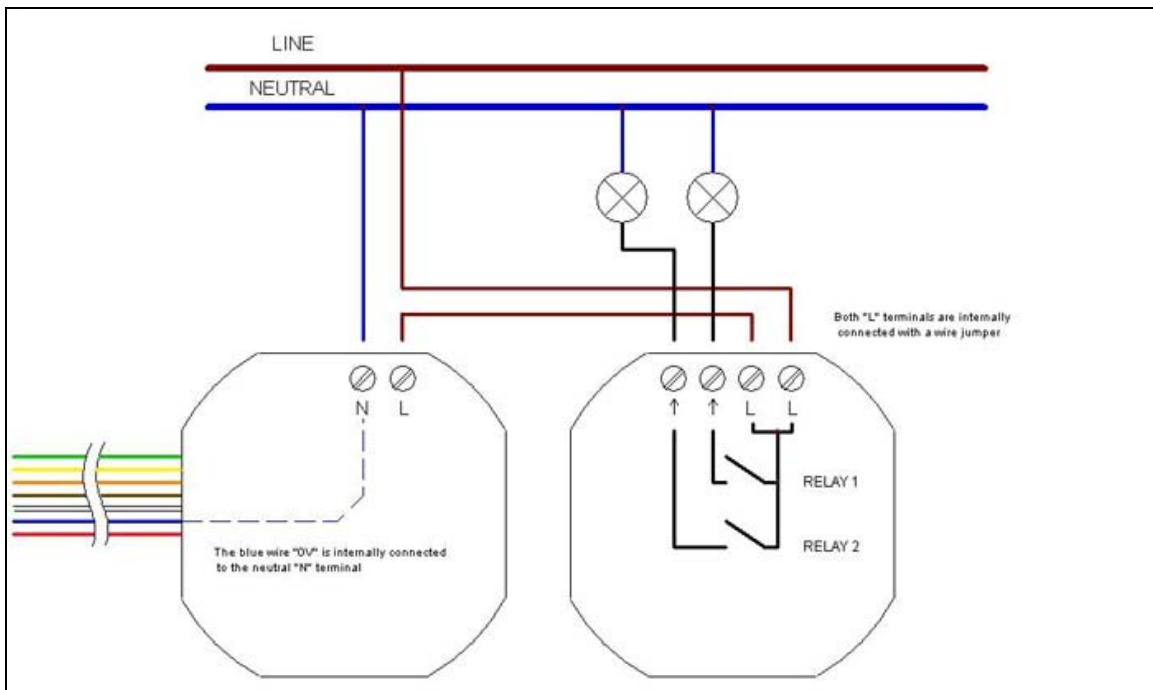 LINE
NEUTRAL
Both "L" terminals are internally
connected with a wire jumper
N L
↑ ↑ L L
RELAY 1
RELAY 2
The blue wire "0V" is internally connected
to the neutral "N" terminal